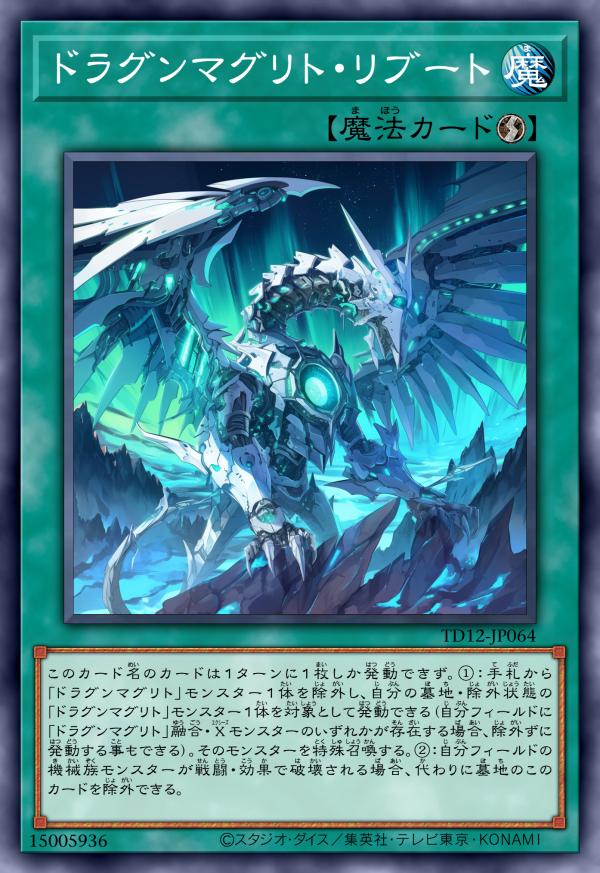 ドラグンマグリト・リブート 魔
【魔法カード】
TD12-JP064
このカード名のカードは1ターンに1枚しか発動できず。①:手札から
「ドラグンマグリト」モンスター1体を除外し、自分の墓地・除外状態の
「ドラグンマグリト」モンスター1体を対象として発動できる(自分フィールドに
「ドラグンマグリト」融合・Xモンスターのいずれかが存在する場合、除外ずに
発動する事もできる)。そのモンスターを特殊召喚する。②:自分フィールドの
機械族モンスターが戦闘・効果で破壊される場合、代わりに墓地のこの
カードを除外できる。
15005936 ©スタジオ・ダイス/集英社・テレビ東京・KONAMI